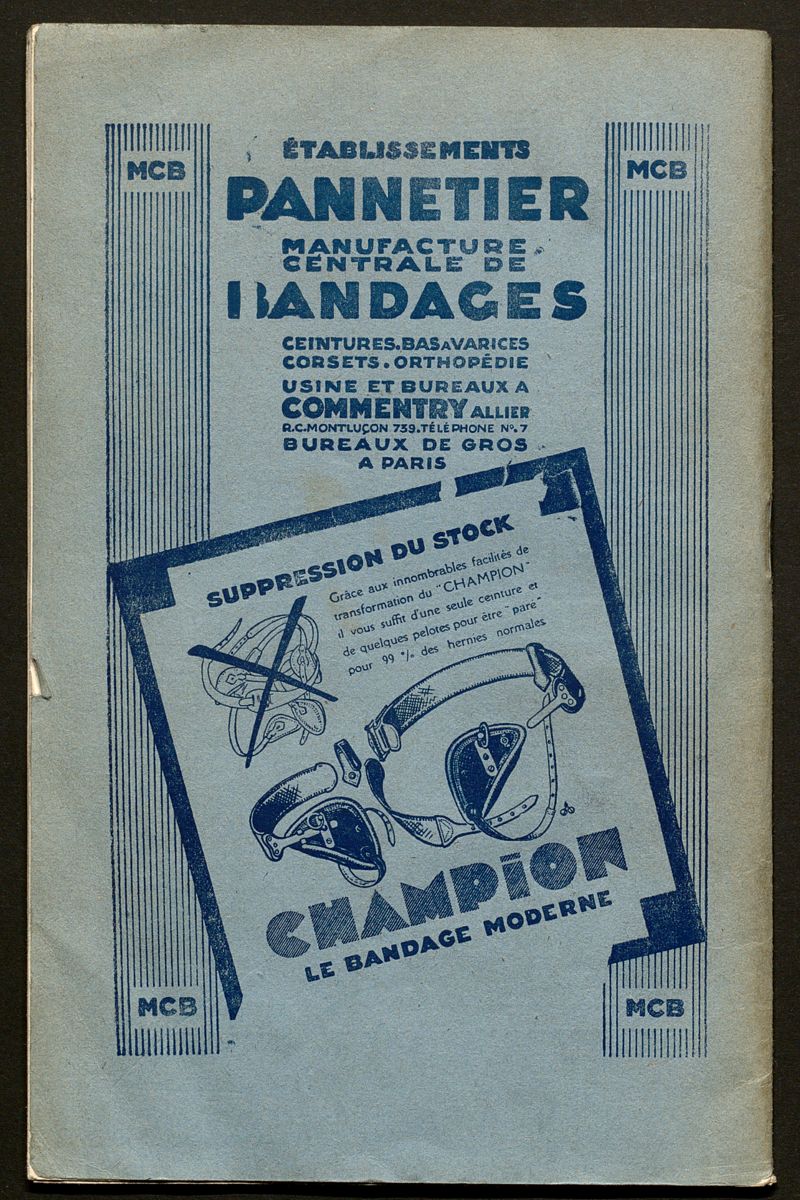 MCB
MCB
ÉTABLISSEMENTS
PANNETIER
MANUFACTURE
CENTRALE DE
BANDAGES
CEINTURES.BAS A VARICES
CORSETS.ORTHOPÉDIE
USINE ET BUREAUX A
COMMENTRY ALLIER
R.C.MONTLUÇON 739.TÉLÉPHONE Nº.7
BUREAUX DE GROS
A PARIS
SUPPRESSION DU STOCK
Grâce aux innombrables facilités de
transformation du "CHAMPION"
il vous suffit d'une seule ceinture et
de quelques pelotes pour être "paré"
pour 99 % des hernies normales
CHAMPION
LE BANDAGE MODERNE
MCB
MCB